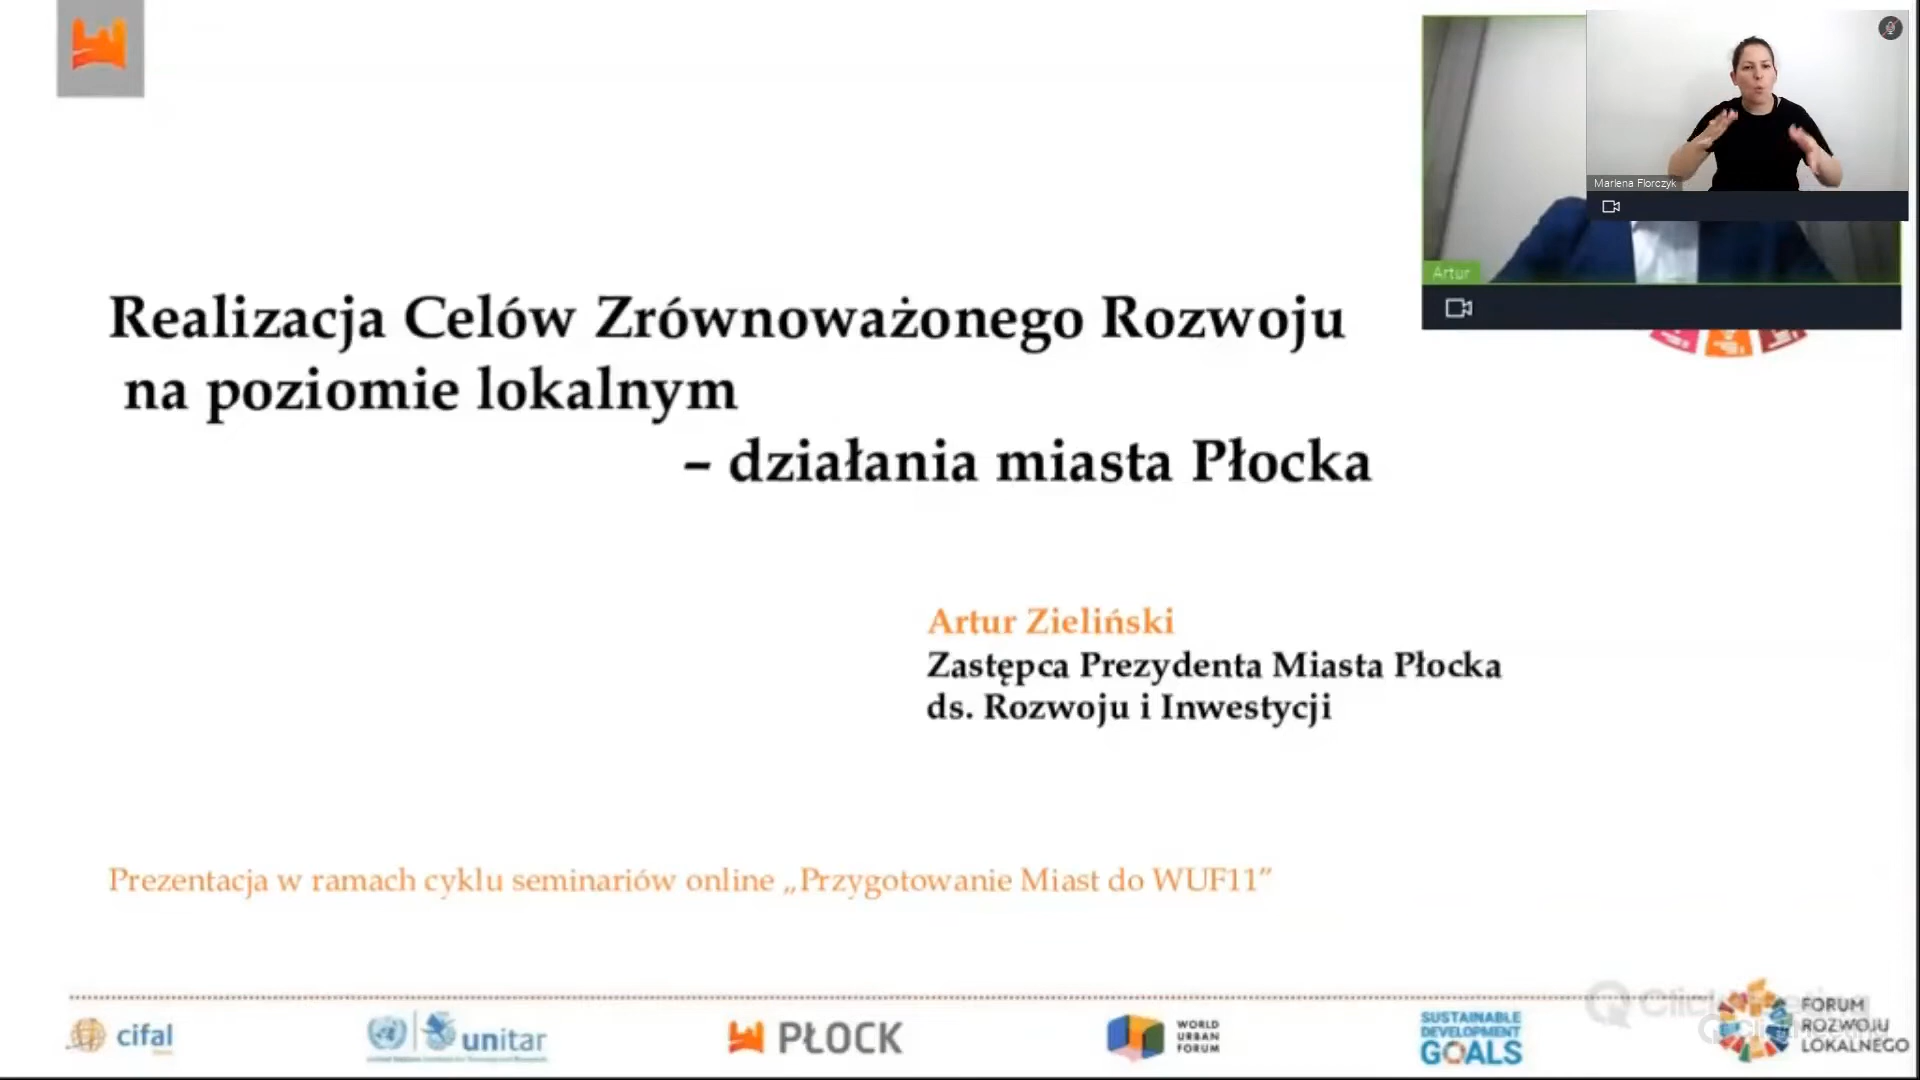 Marlena Florczyk
Artur
Realizacja Celów Zrównoważonego Rozwoju
na poziomie lokalnym
– działania miasta Płocka
Artur Zieliński
Zastępca Prezydenta Miasta Płocka
ds. Rozwoju i Inwestycji
Prezentacja w ramach cyklu seminariów online „Przygotowanie Miast do WUF11”
cifal
unitar
PŁOCK
WORLD
URBAN
FORUM
SUSTAINABLE
DEVELOPMENT
GOALS
FORUM
ROZWOJU
LOKALNEGO